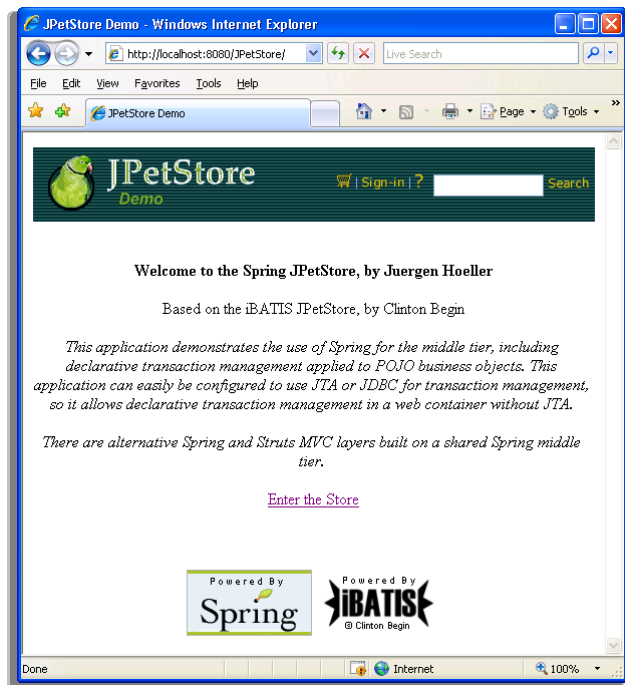 JPetStore Demo - Windows Internet Explorer
http://localhost:8080/JPetStore/
Live Search
File Edit View Favorites Tools Help
JPetStore Demo
Page
Tools
»
JPetStore
Demo
| Sign-in | ?
Search
Welcome to the Spring JPetStore, by Juergen Hoeller
Based on the iBATIS JPetStore, by Clinton Begin
This application demonstrates the use of Spring for the middle tier, including
declarative transaction management applied to POJO business objects. This
application can easily be configured to use JTA or JDBC for transaction management,
so it allows declarative transaction management in a web container without JTA.
There are alternative Spring and Struts MVC layers built on a shared Spring middle
tier.
Enter the Store
Powered By
Spring
Powered By
iBATIS
© Clinton Begin
Done
Internet
100%